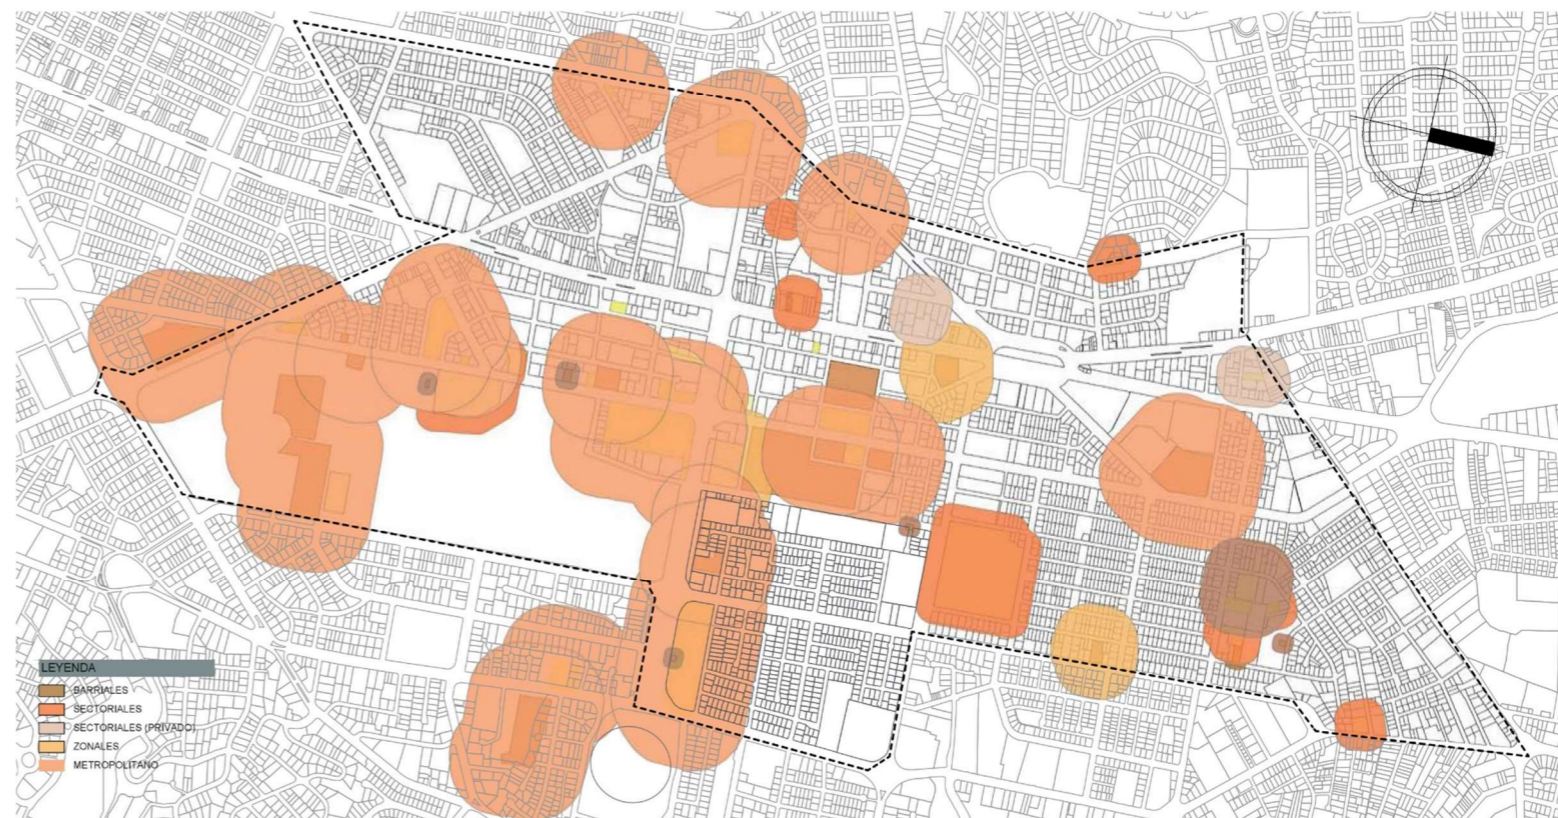 LEYENDA
BARRIALES
SECTORIALES
SECTORIALES (PRIVADO)
ZONALES
METROPOLITANO